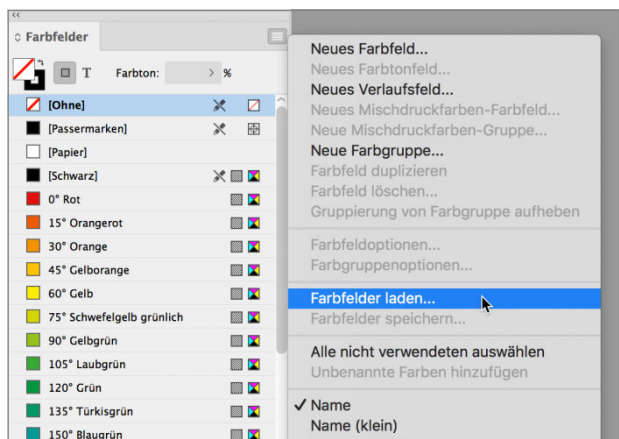 Farbfelder
T Farbton: > %
[Ohne]
[Passermarken]
[Papier]
[Schwarz]
0° Rot
15° Orangerot
30° Orange
45° Gelborange
60° Gelb
75° Schwefelgelb grünlich
90° Gelbgrün
105° Laubgrün
120° Grün
135° Türkisgrün
150° Blaugrün
Neues Farbfeld...
Neues Farbtonfeld...
Neues Verlaufsfeld...
Neues Mischdruckfarben-Farbfeld...
Neue Mischdruckfarben-Gruppe...
Neue Farbgruppe...
Farbfeld duplizieren
Farbfeld löschen...
Gruppierung von Farbgruppe aufheben
Farbfeldoptionen...
Farbgruppenoptionen...
Farbfelder laden...
Farbfelder speichern...
Alle nicht verwendeten auswählen
Unbenannte Farben hinzufügen
✓ Name
Name (klein)